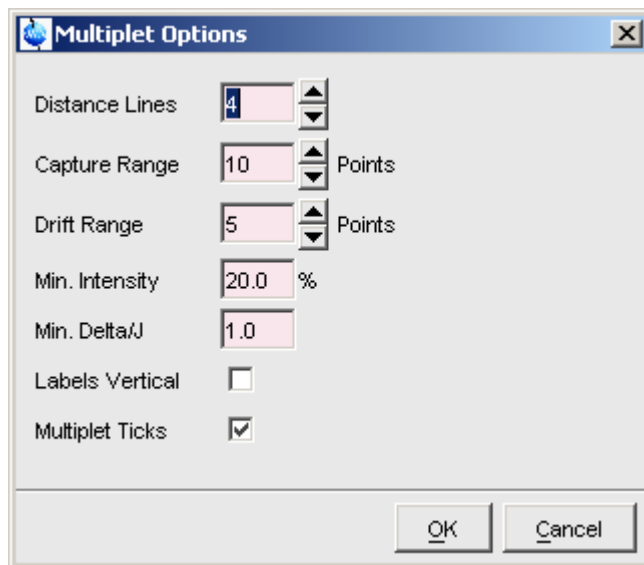 Multiplet Options
Distance Lines 4
Capture Range 10 Points
Drift Range 5 Points
Min. Intensity 20.0 %
Min. Delta/J 1.0
Labels Vertical
Multiplet Ticks
OK Cancel